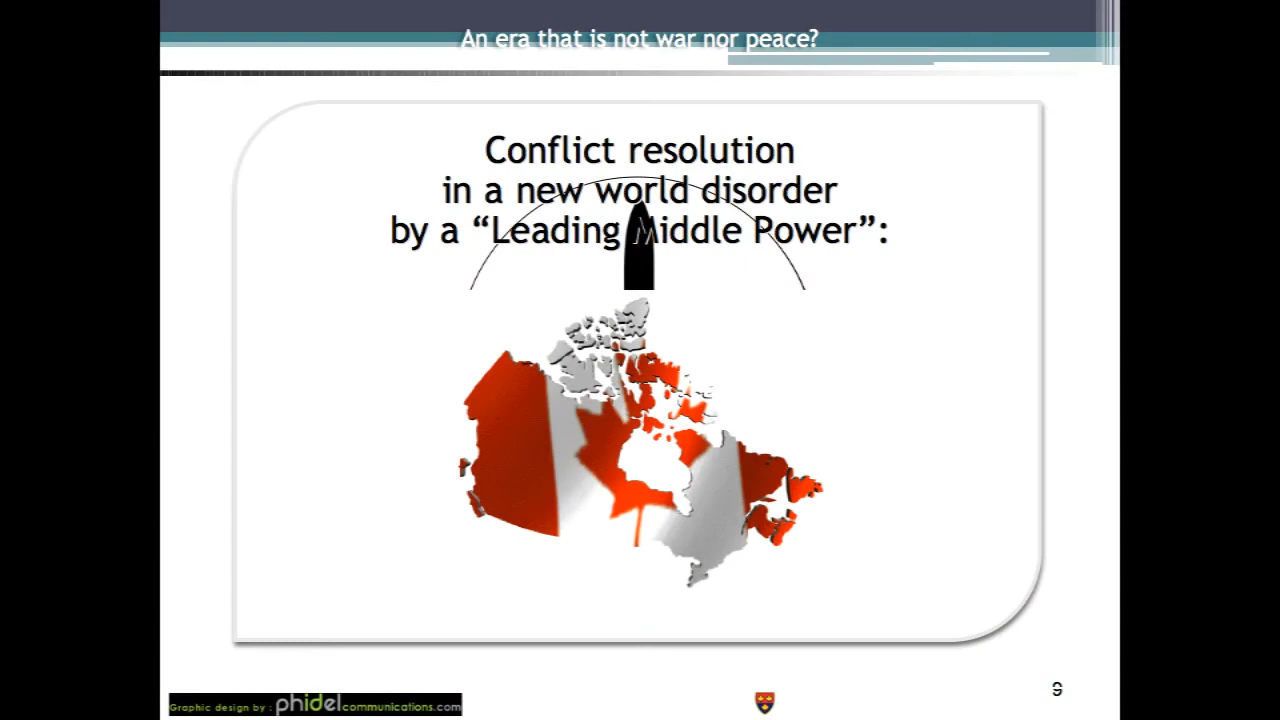 An era that is not war nor peace?
Conflict resolution
in a new world disorder
by a “Leading Middle Power”:
Graphic design by : phidelcommunications.com
9